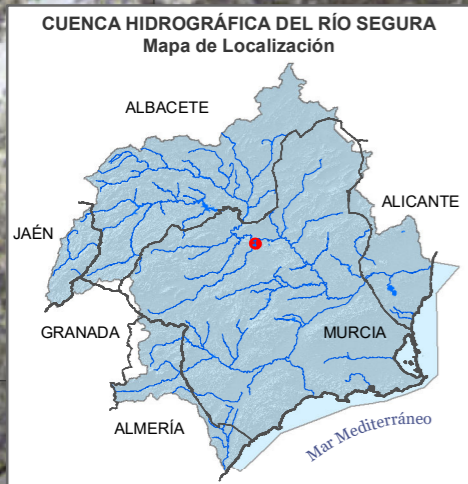 CUENCA HIDROGRÁFICA DEL RÍO SEGURA
Mapa de Localización
ALBACETE
ALICANTE
JAÉN
GRANADA
MURCIA
ALMERÍA
Mar Mediterráneo